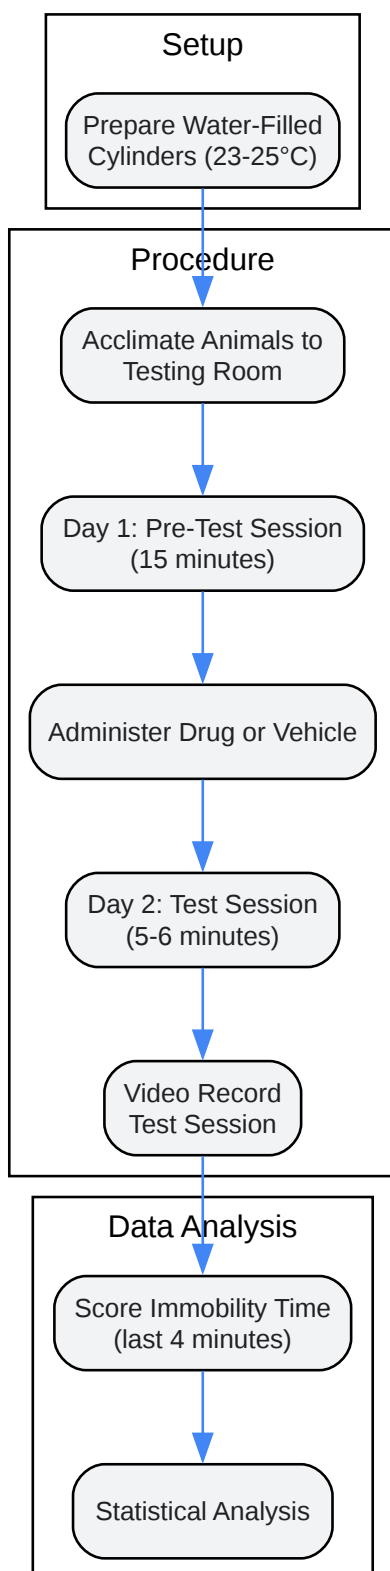 Setup
Prepare Water-Filled
Cylinders (23-25°C)
Procedure
Acclimate Animals to
Testing Room
Day 1: Pre-Test Session
(15 minutes)
Administer Drug or Vehicle
Day 2: Test Session
(5-6 minutes)
Video Record
Test Session
Data Analysis
Score Immobility Time
(last 4 minutes)
Statistical Analysis